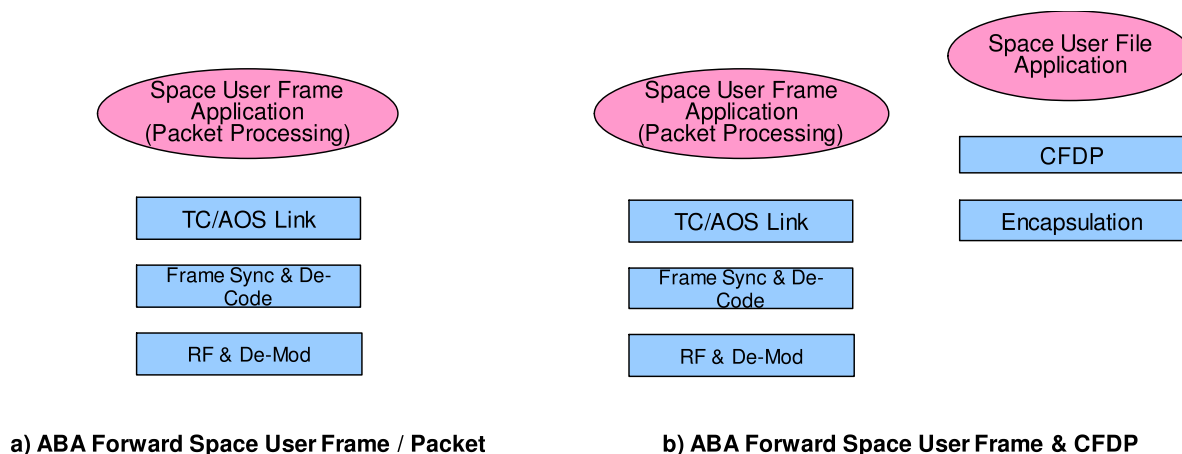 Space User Frame
Application
(Packet Processing)
TC/AOS Link
Frame Sync & De-
Code
RF & De-Mod
a) ABA Forward Space User Frame / Packet
Space User Frame
Application
(Packet Processing)
TC/AOS Link
Frame Sync & De-
Code
RF & De-Mod
Space User File
Application
CFDP
Encapsulation
b) ABA Forward Space User Frame & CFDP